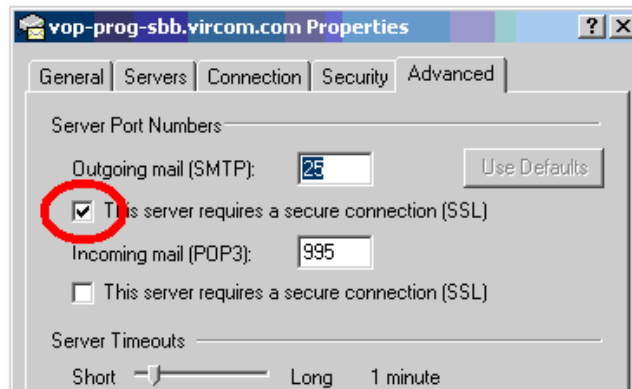 vop-prog-sbb.vircom.com Properties
General Servers Connection Security Advanced
Server Port Numbers
Outgoing mail (SMTP): 25 Use Defaults
This server requires a secure connection (SSL)
Incoming mail (POP3): 995
This server requires a secure connection (SSL)
Server Timeouts
Short Long 1 minute